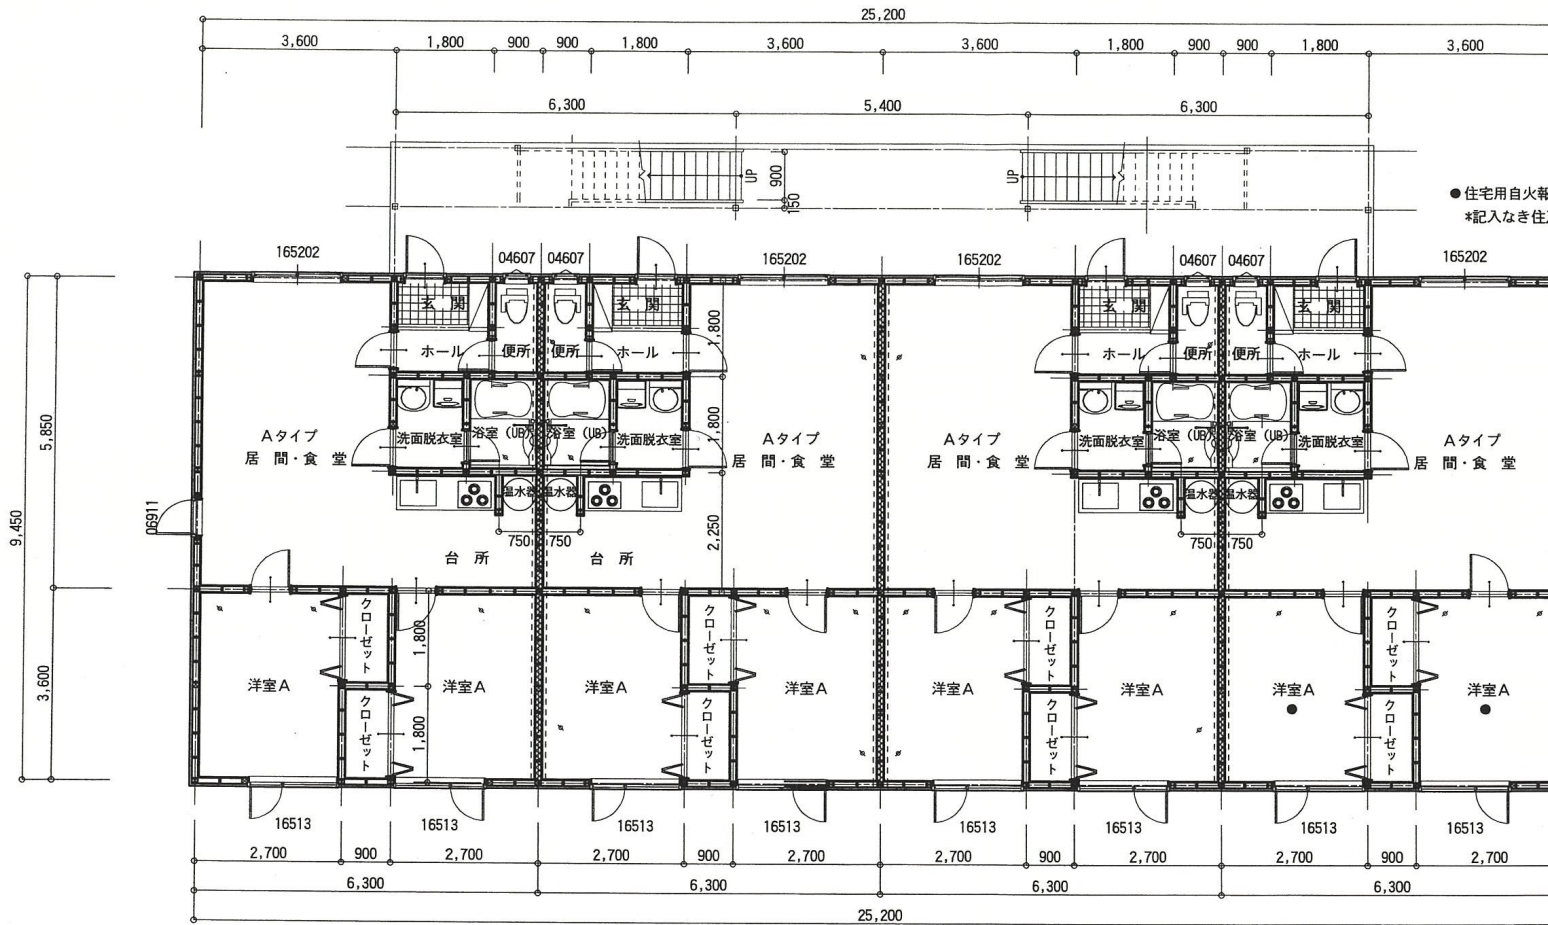 25,200
3,600 1,800 900 900 1,800 3,600 3,600 1,800 900 900 1,800 3,600
6,300 5,400 6,300
UP 900 150 UP
●住宅用自火報
*記入なき住
165202 04607 04607 165202 165202 04607 04607 165202
玄関 玄関 玄関 玄関
1,800
ホール 便所 便所 ホール ホール 便所 便所 ホール
5,850
9,450
1,800
Aタイプ Aタイプ Aタイプ Aタイプ
洗面脱衣室 浴室(UB) 浴室(UB) 洗面脱衣室 洗面脱衣室 浴室(UB) 浴室(UB) 洗面脱衣室
居間・食堂 居間・食堂 居間・食堂 居間・食堂
温水器 温水器 温水器 温水器
06911
2,250
750 750 750 750
台所 台所
クローゼット クローゼット クローゼット クローゼット
1,800
3,600
洋室A 洋室A 洋室A 洋室A 洋室A 洋室A 洋室A 洋室A
クローゼット クローゼット クローゼット クローゼット
1,800
16513 16513 16513 16513 16513 16513 16513 16513
2,700 900 2,700 2,700 900 2,700 2,700 900 2,700 2,700 900 2,700
6,300 6,300 6,300 6,300
25,200